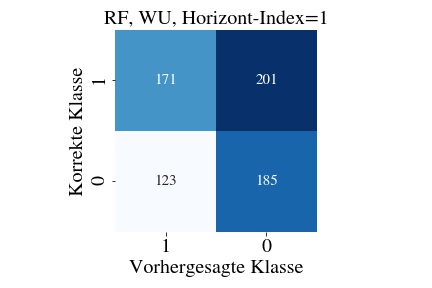 RF, WU, Horizont-Index=1
Korrekte Klasse
1
171
201
0
123
185
1
0
Vorhergesagte Klasse